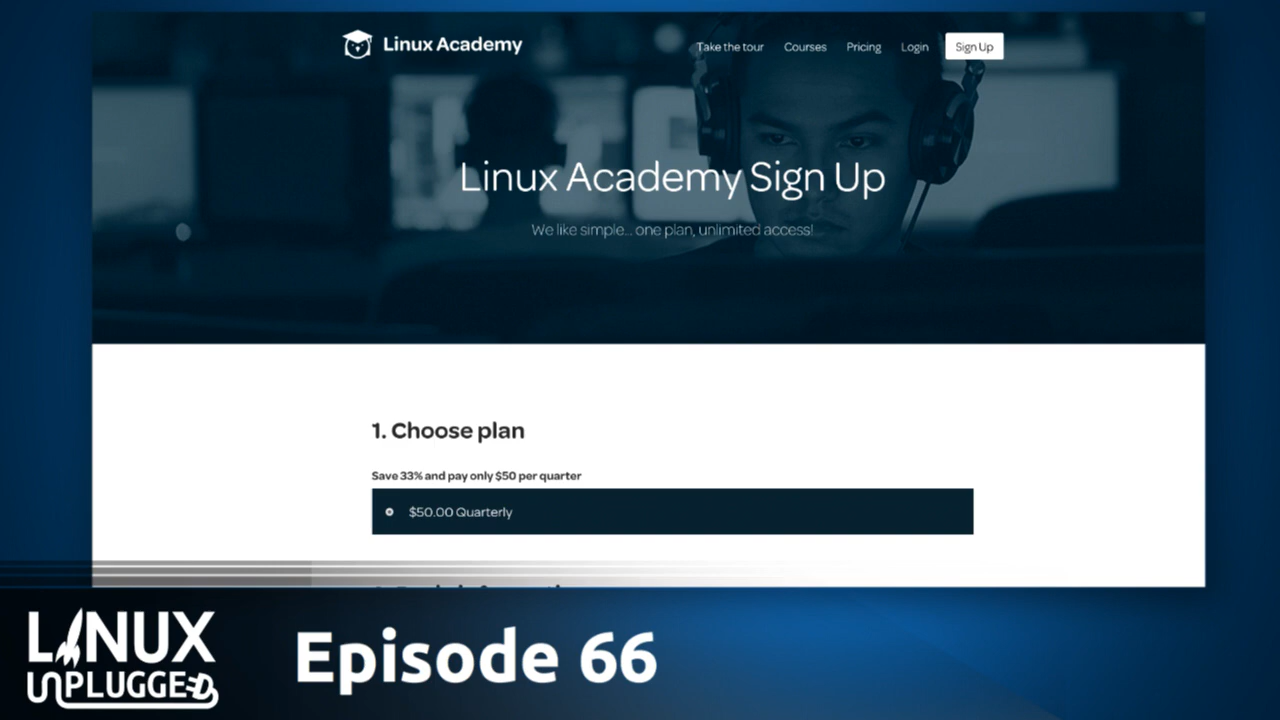 Linux Academy
Take the tour Courses Pricing Login Sign Up
Linux Academy Sign Up
We like simple... one plan, unlimited access!
1. Choose plan
Save 33% and pay only $50 per quarter
$50.00 Quarterly
LINUX
UNPLUGGED
Episode 66